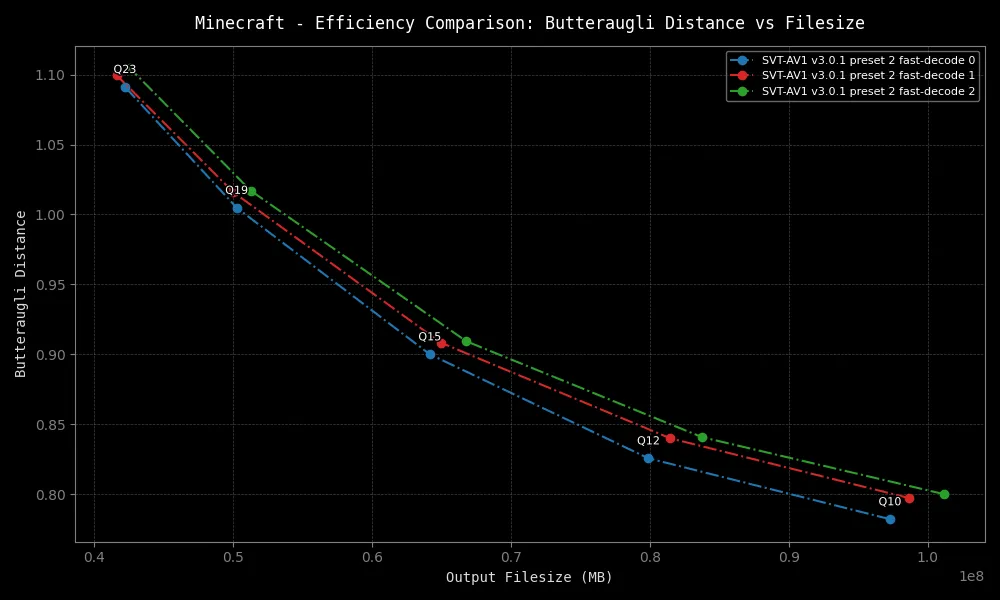 Minecraft - Efficiency Comparison: Butteraugli Distance vs Filesize
SVT-AV1 v3.0.1 preset 2 fast-decode 0
SVT-AV1 v3.0.1 preset 2 fast-decode 1
SVT-AV1 v3.0.1 preset 2 fast-decode 2
Butteraugli Distance
1.10
1.05
1.00
0.95
0.90
0.85
0.80
Q23
Q19
Q15
Q12
Q10
0.4 0.5 0.6 0.7 0.8 0.9 1.0
1e8
Output Filesize (MB)